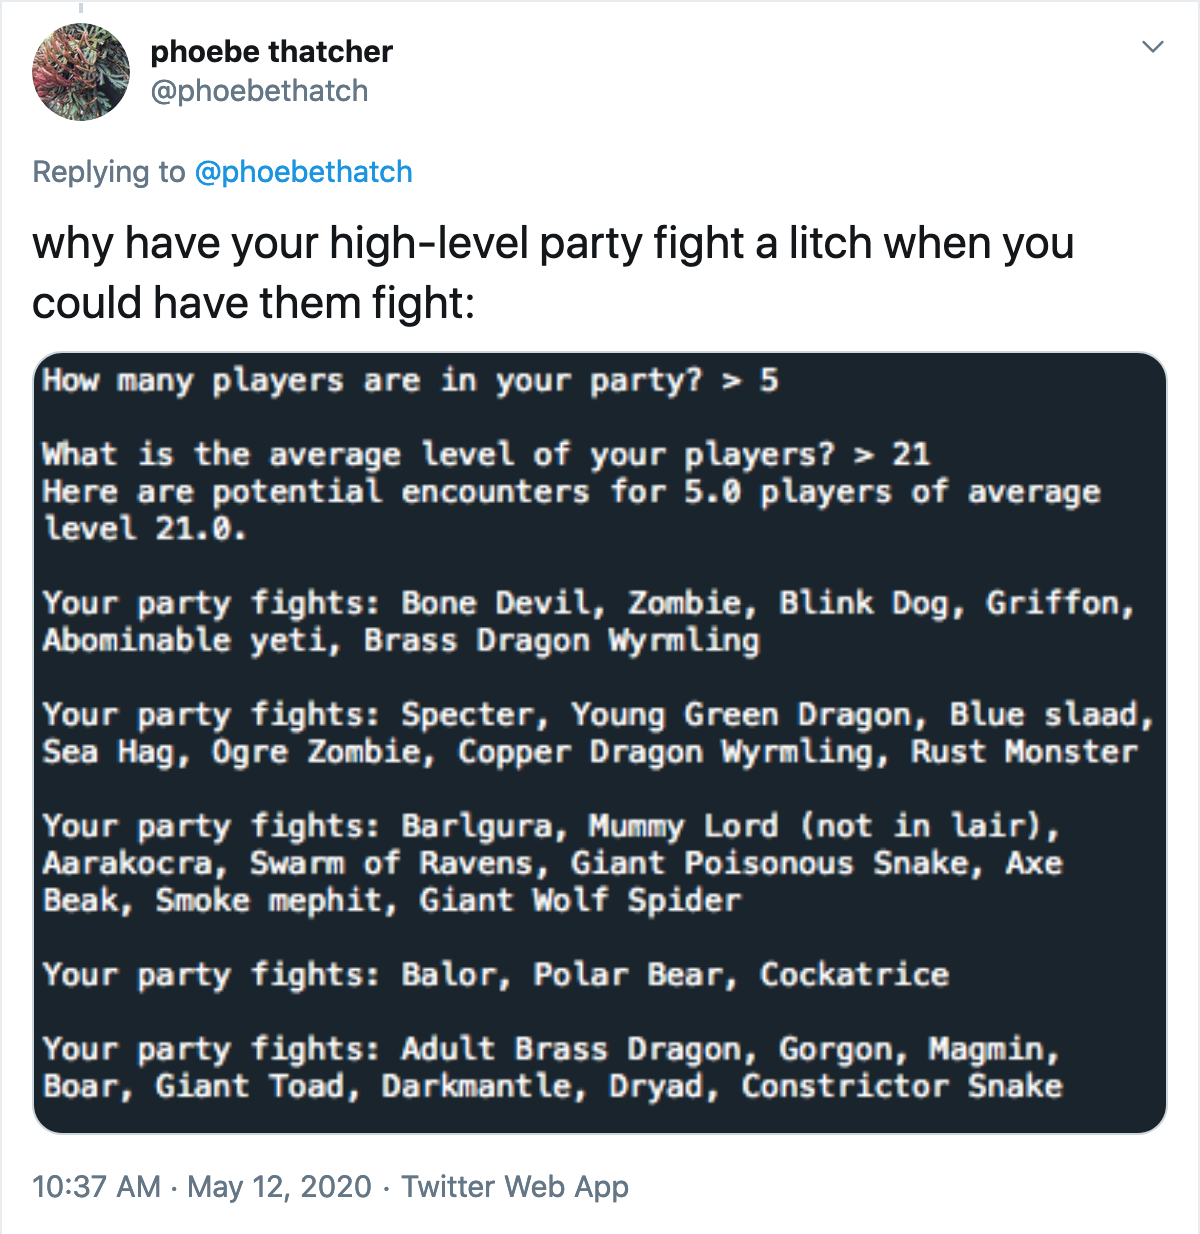 phoebe thatcher
@phoebethatch
Replying to @phoebethatch
why have your high-level party fight a litch when you
could have them fight:
How many players are in your party? > 5
What is the average level of your players? > 21
Here are potential encounters for 5.0 players of average
level 21.0.
Your party fights: Bone Devil, Zombie, Blink Dog, Griffon,
Abominable yeti, Brass Dragon Wyrmling
Your party fights: Specter, Young Green Dragon, Blue slaad,
Sea Hag, Ogre Zombie, Copper Dragon Wyrmling, Rust Monster
Your party fights: Barlgura, Mummy Lord (not in lair),
Aarakocra, Swarm of Ravens, Giant Poisonous Snake, Axe
Beak, Smoke mephit, Giant Wolf Spider
Your party fights: Balor, Polar Bear, Cockatrice
Your party fights: Adult Brass Dragon, Gorgon, Magmin,
Boar, Giant Toad, Darkmantle, Dryad, Constrictor Snake
10:37 AM · May 12, 2020 · Twitter Web App